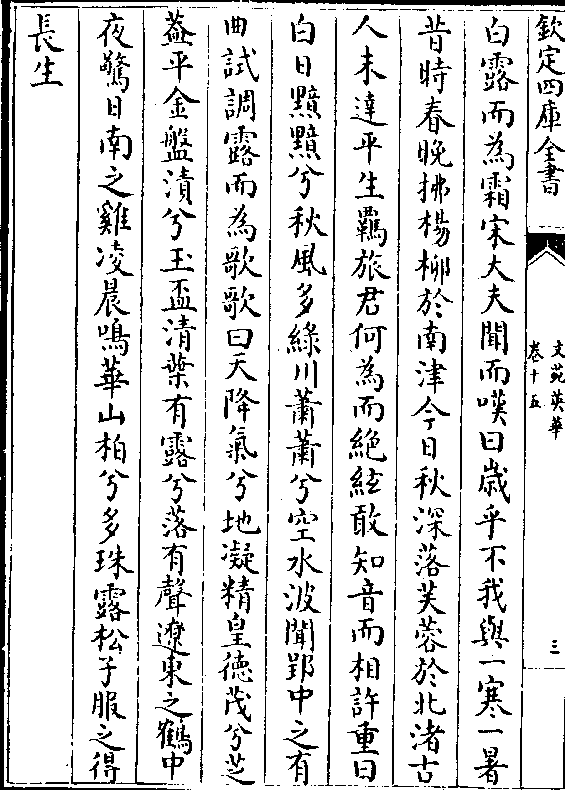 欽定四庫全書
文苑英華
卷十五
三
白露而為霜宋大夫聞而嘆曰歲乎不我與一寒一暑
昔時春晚拂楊柳於南津今日秋深落芙蓉於北渚古
人未達平生羈旅君何為而絕絃敢知音而相許重曰
白日黯黯兮秋風多綠川蕭蕭兮空水波聞郢中之有
曲試調露而為歌歌曰天降氣兮地凝精皇德茂兮芝
葢平金盤漬兮玉盃清葉有露兮落有聲遼東之鶴中
夜驚日南之雞凌晨鳴華山柏兮多珠露松子服之得
長生